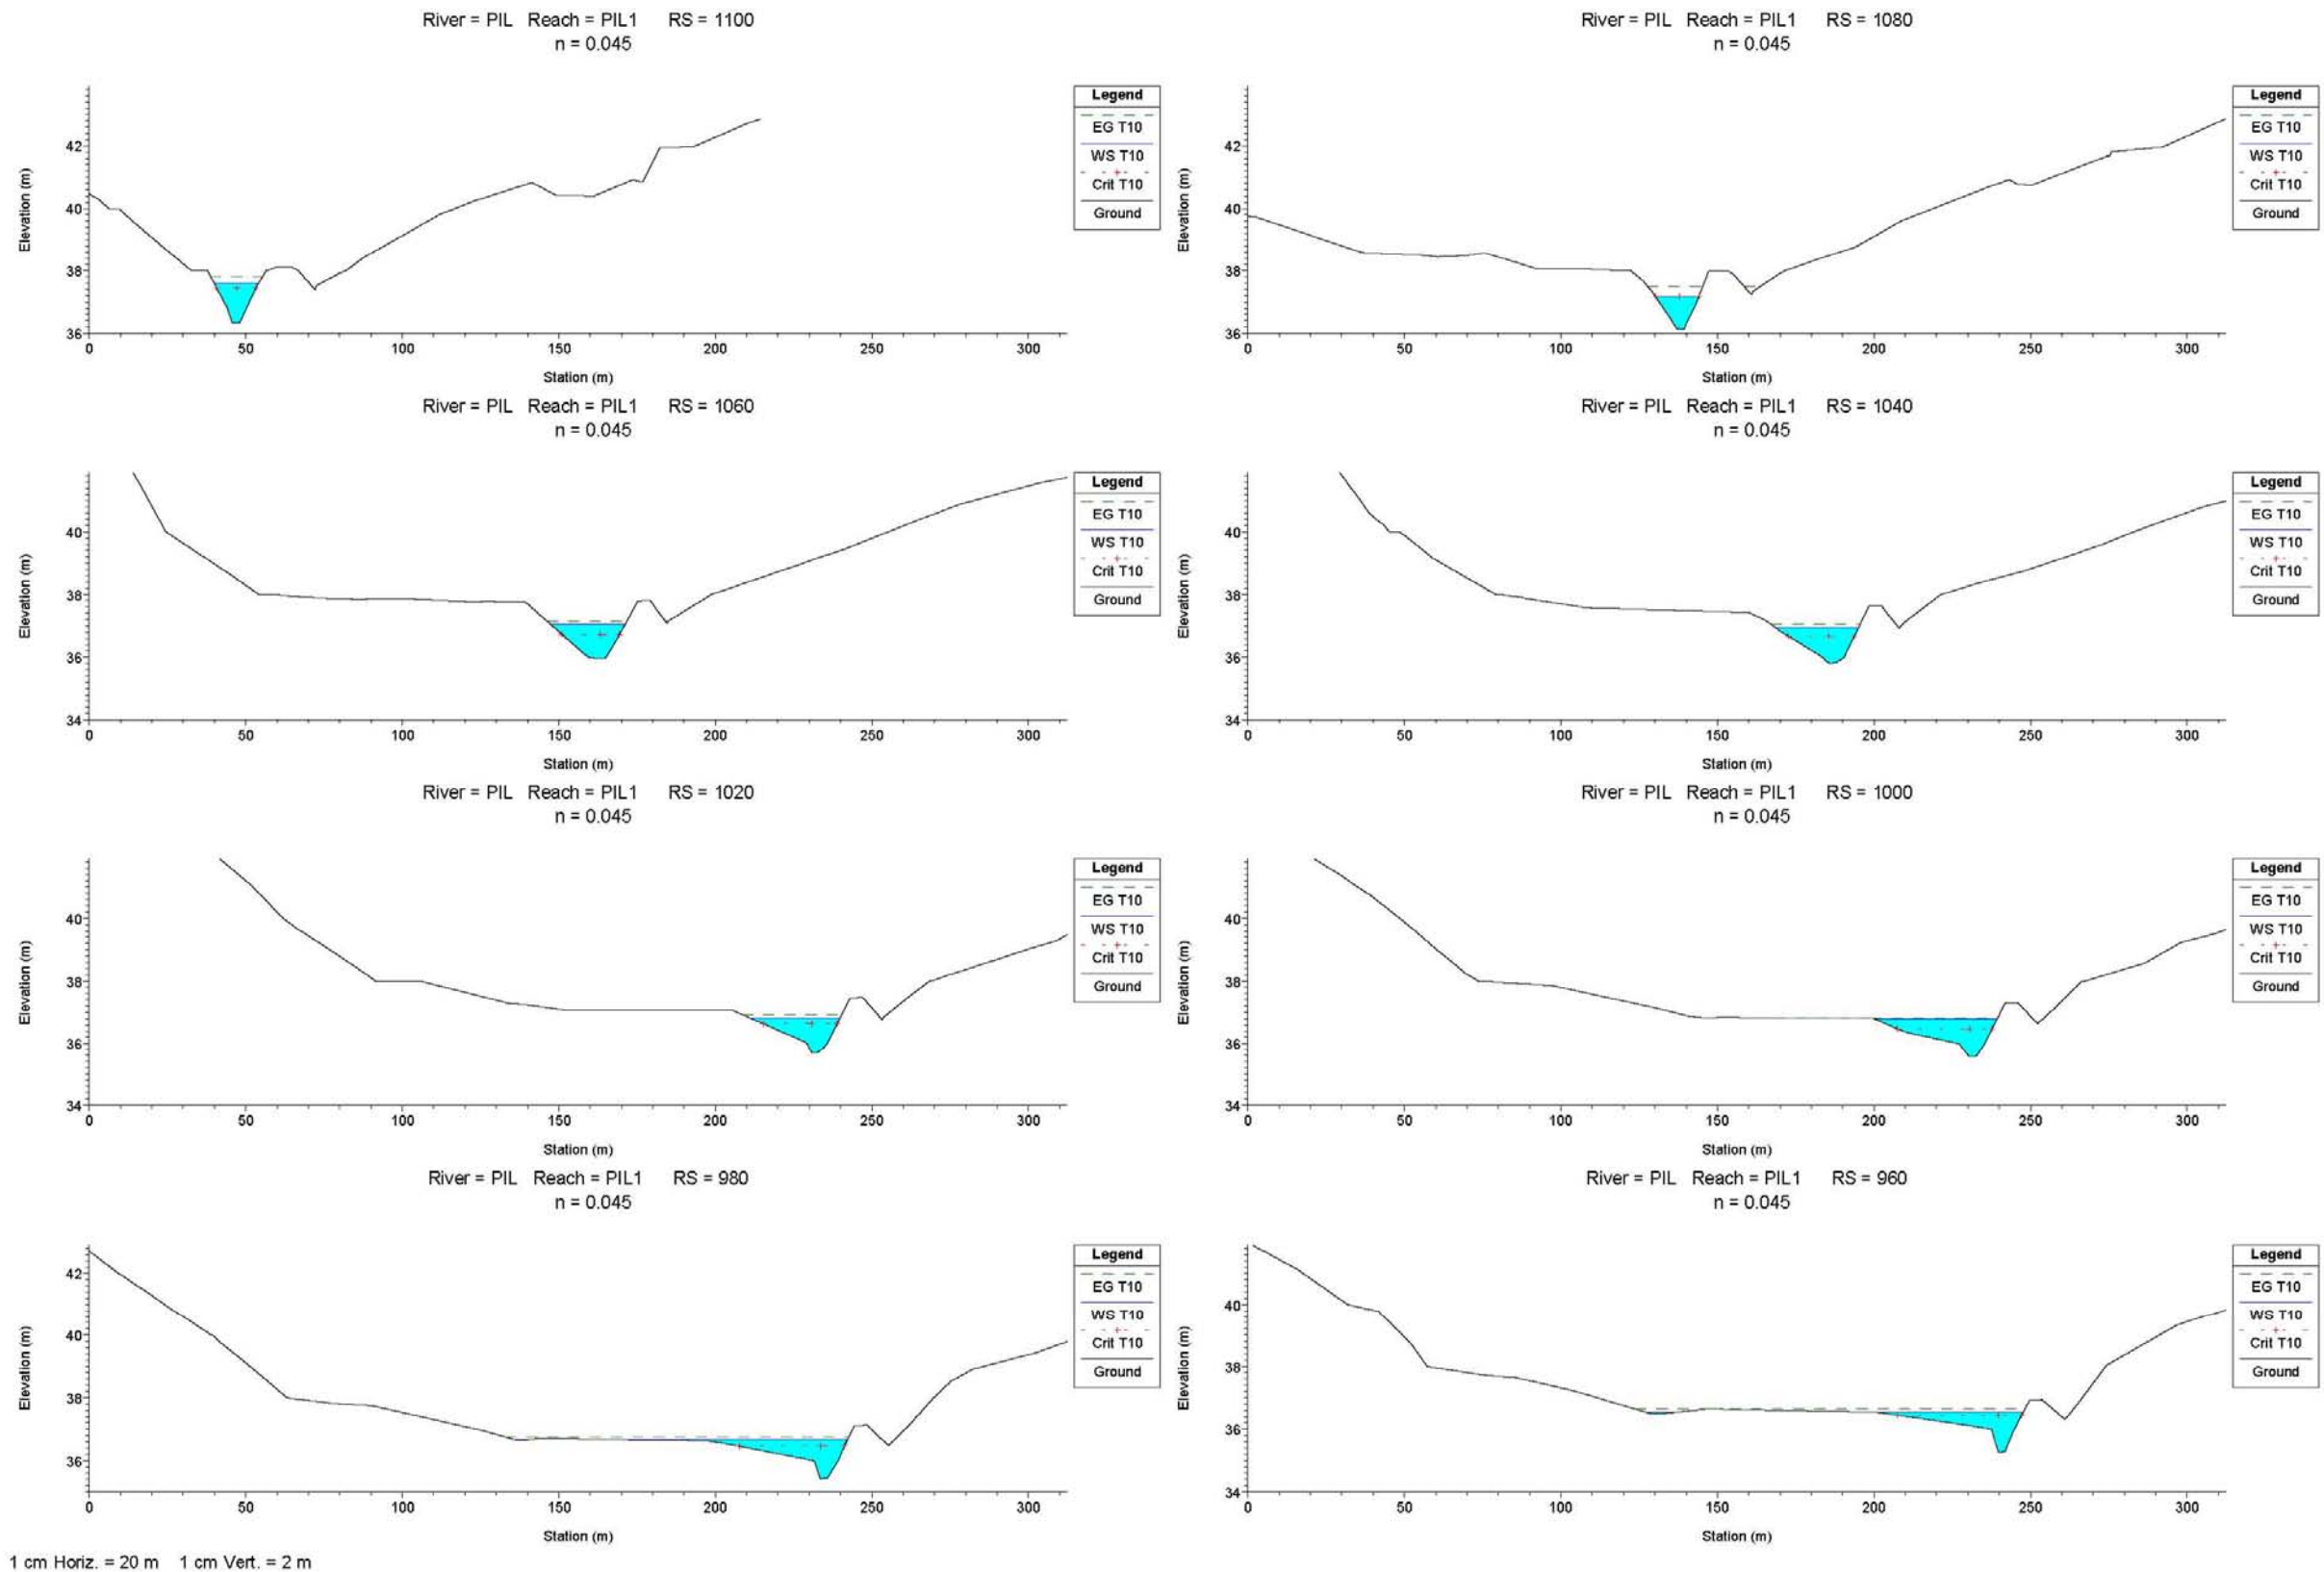 River = PIL Reach = PIL1 RS = 1100
n = 0.045
Elevation (m)
42
40
38
36
0 50 100 150 200 250 300
Station (m)
Legend
EG T10
WS T10
Crit T10
Ground
River = PIL Reach = PIL1 RS = 1080
n = 0.045
Elevation (m)
42
40
38
36
0 50 100 150 200 250 300
Station (m)
Legend
EG T10
WS T10
Crit T10
Ground
River = PIL Reach = PIL1 RS = 1060
n = 0.045
Elevation (m)
40
38
36
34
0 50 100 150 200 250 300
Station (m)
Legend
EG T10
WS T10
Crit T10
Ground
River = PIL Reach = PIL1 RS = 1040
n = 0.045
Elevation (m)
40
38
36
34
0 50 100 150 200 250 300
Station (m)
Legend
EG T10
WS T10
Crit T10
Ground
River = PIL Reach = PIL1 RS = 1020
n = 0.045
Elevation (m)
40
38
36
34
0 50 100 150 200 250 300
Station (m)
Legend
EG T10
WS T10
Crit T10
Ground
River = PIL Reach = PIL1 RS = 1000
n = 0.045
Elevation (m)
40
38
36
34
0 50 100 150 200 250 300
Station (m)
Legend
EG T10
WS T10
Crit T10
Ground
River = PIL Reach = PIL1 RS = 980
n = 0.045
Elevation (m)
42
40
38
36
0 50 100 150 200 250 300
Station (m)
Legend
EG T10
WS T10
Crit T10
Ground
River = PIL Reach = PIL1 RS = 960
n = 0.045
Elevation (m)
40
38
36
34
0 50 100 150 200 250 300
Station (m)
Legend
EG T10
WS T10
Crit T10
Ground
1 cm Horiz. = 20 m 1 cm Vert. = 2 m